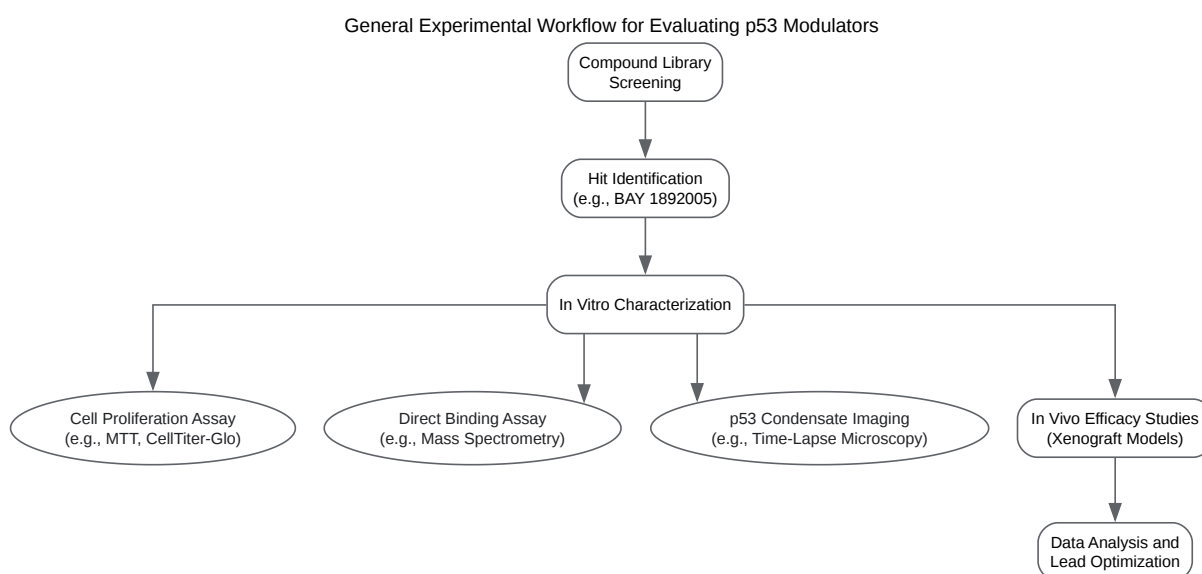 General Experimental Workflow for Evaluating p53 Modulators
Compound Library
Screening
Hit Identification
(e.g., BAY 1892005)
In Vitro Characterization
Cell Proliferation Assay
(e.g., MTT, CellTiter-Glo)
Direct Binding Assay
(e.g., Mass Spectrometry)
p53 Condensate Imaging
(e.g., Time-Lapse Microscopy)
In Vivo Efficacy Studies
(Xenograft Models)
Data Analysis and
Lead Optimization